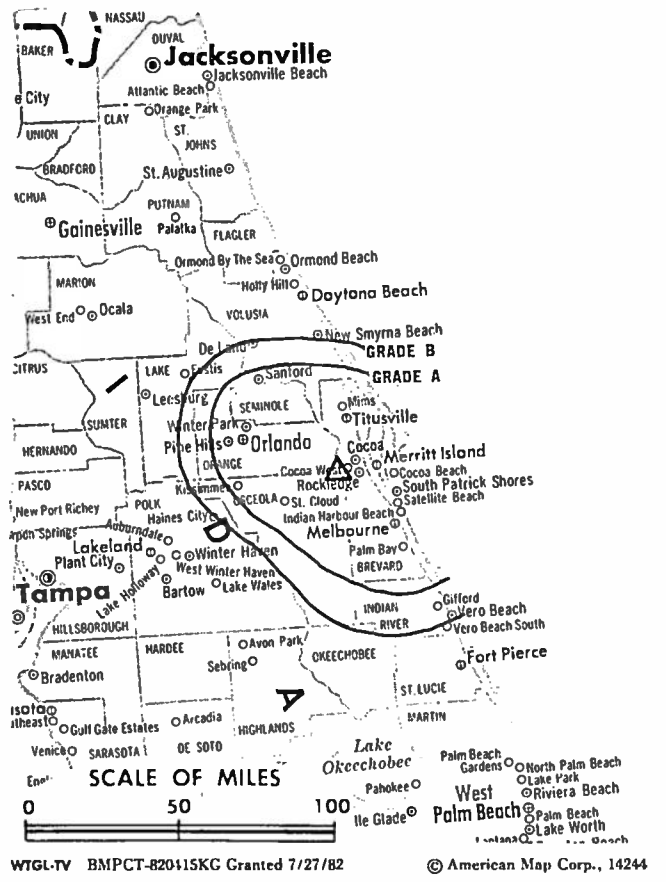 NASSAU
DUVAL
BAKER
Jacksonville
Jacksonville Beach
Atlantic Beach
City
Orange Park
CLAY
UNION
ST.
JOHNS
BRADFORD
St. Augustine
ACHUA
PUTNAM
Palatka
Gainesville
FLAGLER
Ormond By The Sea
Ormond Beach
MARION
Holly Hill
Daytona Beach
West End
Ocala
VOLUSIA
New Smyrna Beach
De Land
GRADE B
CITRUS
LAKE
Eustis
Sanford
GRADE A
Leesburg
SEMINOLE
Mims
Titusville
SUMTER
Winter Park
Pine Hills
Orlando
HERNANDO
Cocoa
Merritt Island
ORANGE
Cocoa West
Cocoa Beach
PASCO
Rockledge
South Patrick Shores
Kissimmee
OSCEOLA
St. Cloud
Satellite Beach
POLK
New Port Richey
Haines City
Indian Harbour Beach
Auburndale
Melbourne
pon Springs
D
Lakeland
Winter Haven
Palm Bay
Plant City
West Winter Haven
BREVARD
Lake Holloway
Tampa
Bartow
Lake Wales
Gifford
INDIAN
RIVER
Vero Beach
Vero Beach South
HILLSBOROUGH
MANATEE
HARDEE
Avon Park
OKEECHOBEE
Sebring
Fort Pierce
Bradenton
A
ST. LUCIE
MARTIN
Gulf Gate Estates
Arcadia
HIGHLANDS
Venice
SARASOTA
DE SOTO
Lake
Okeechobee
Palm Beach
Gardens
North Palm Beach
Lake Park
Pahokee
West
Riviera Beach
Palm Beach
Palm Beach
lle Glade
Lake Worth
SCALE OF MILES
0 50 100
WTGL-TV BMPCT-820415KG Granted 7/27/82
© American Map Corp., 14244